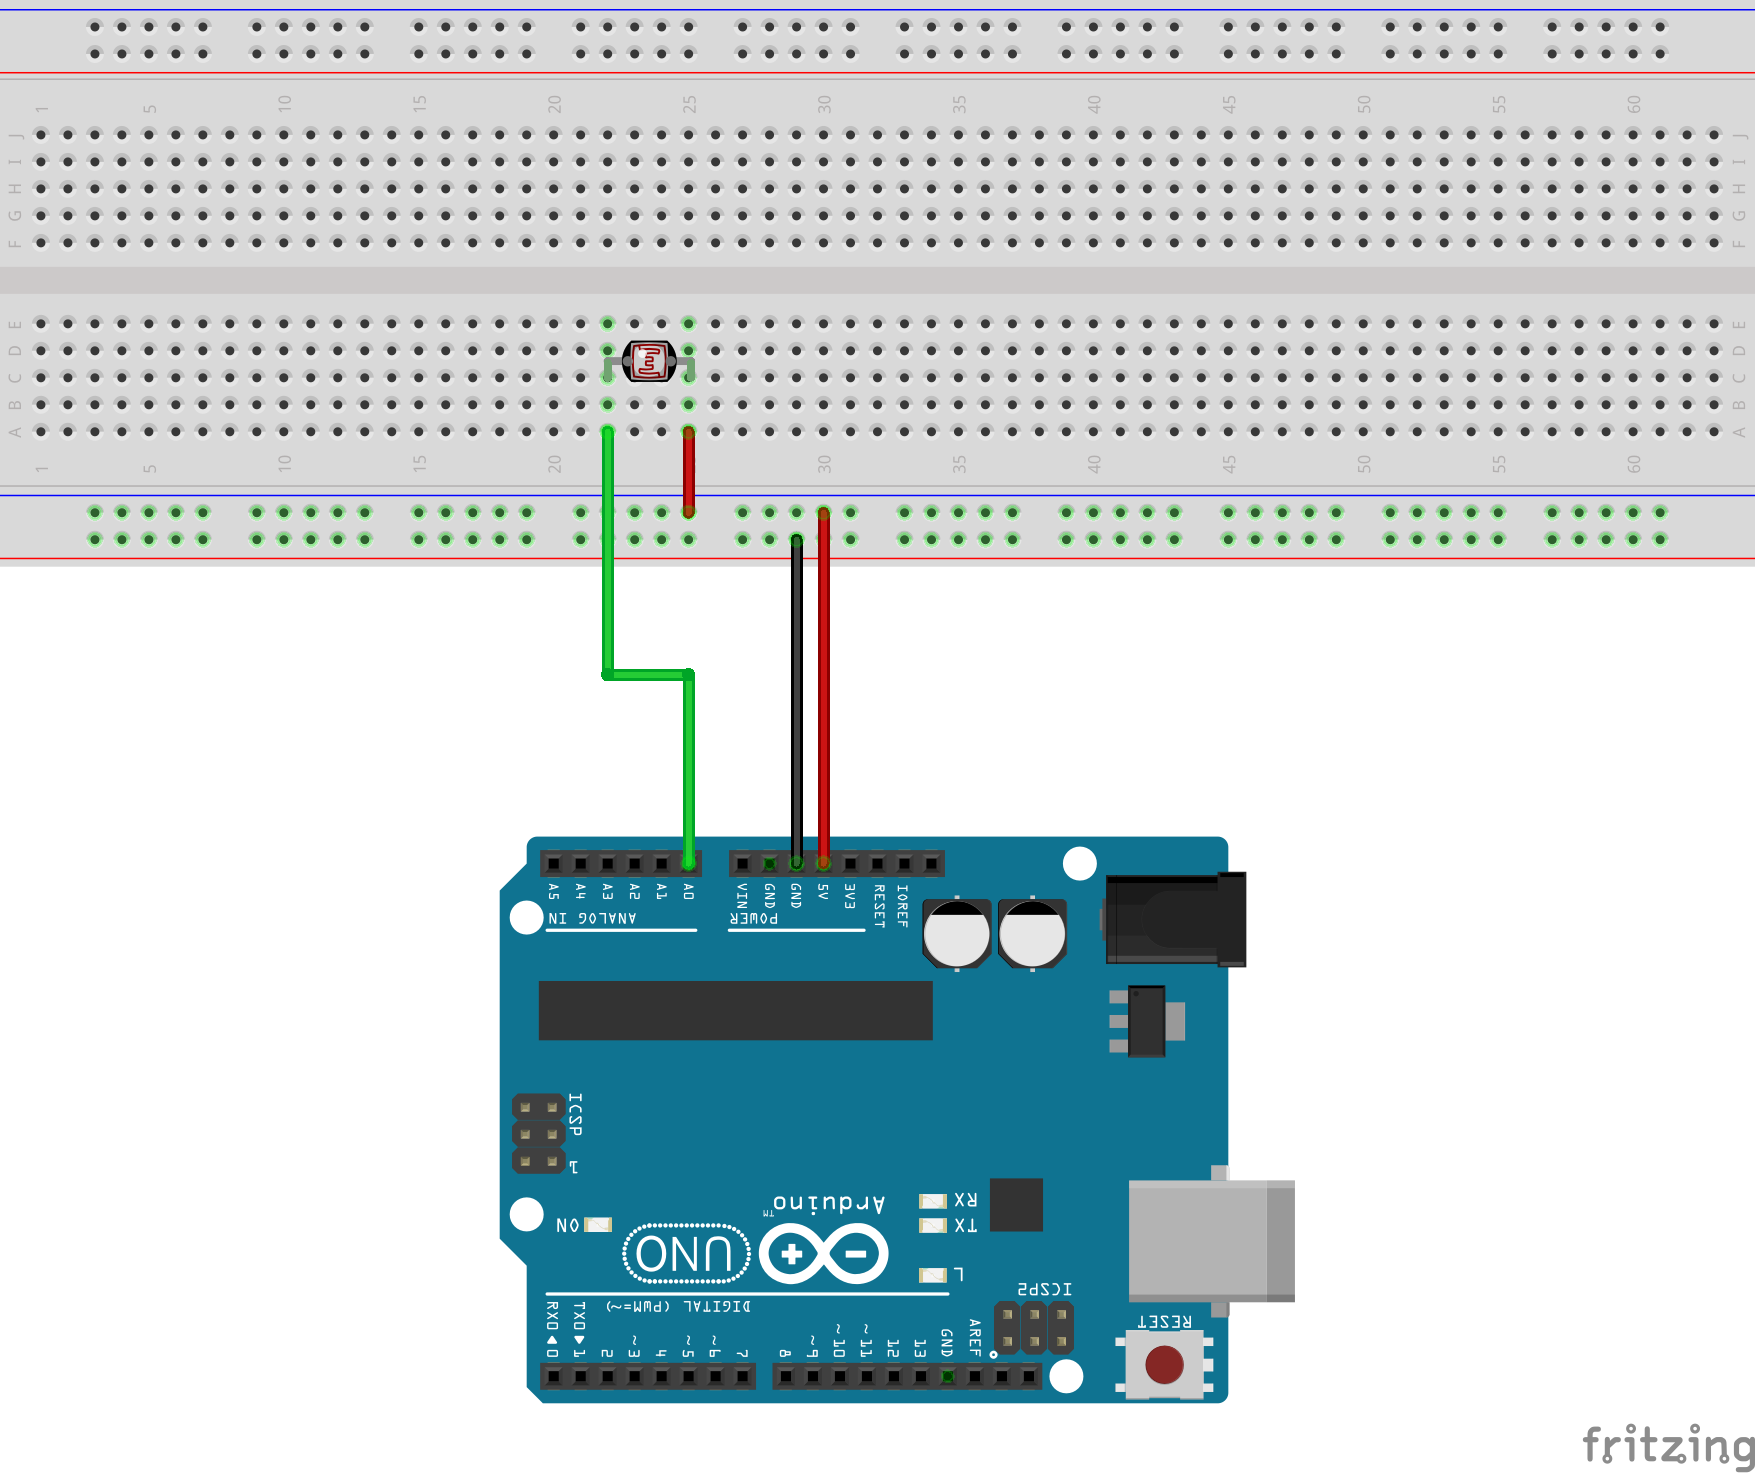 1 5 10 15 20 25 30 35 40 45 50 55 60
J J
I I
H H
G G
F F
E E
D D
C C
B B
A A
1 5 10 15 20 25 30 35 40 45 50 55 60
A5 A4 A3 A2 A1 A0 VIN GND GND 5V 3V3 RESET IOREF
ANALOG IN POWER
ICSP
1
Arduino
TM
RX
TX
ON
UNO
L
ICSP2
DIGITAL (PWM=~)
RESET
RX0◀0 TX0▶1 2 ~3 4 ~5 ~6 7 8 ~9 ~10 ~11 12 13 GND AREF
fritzing